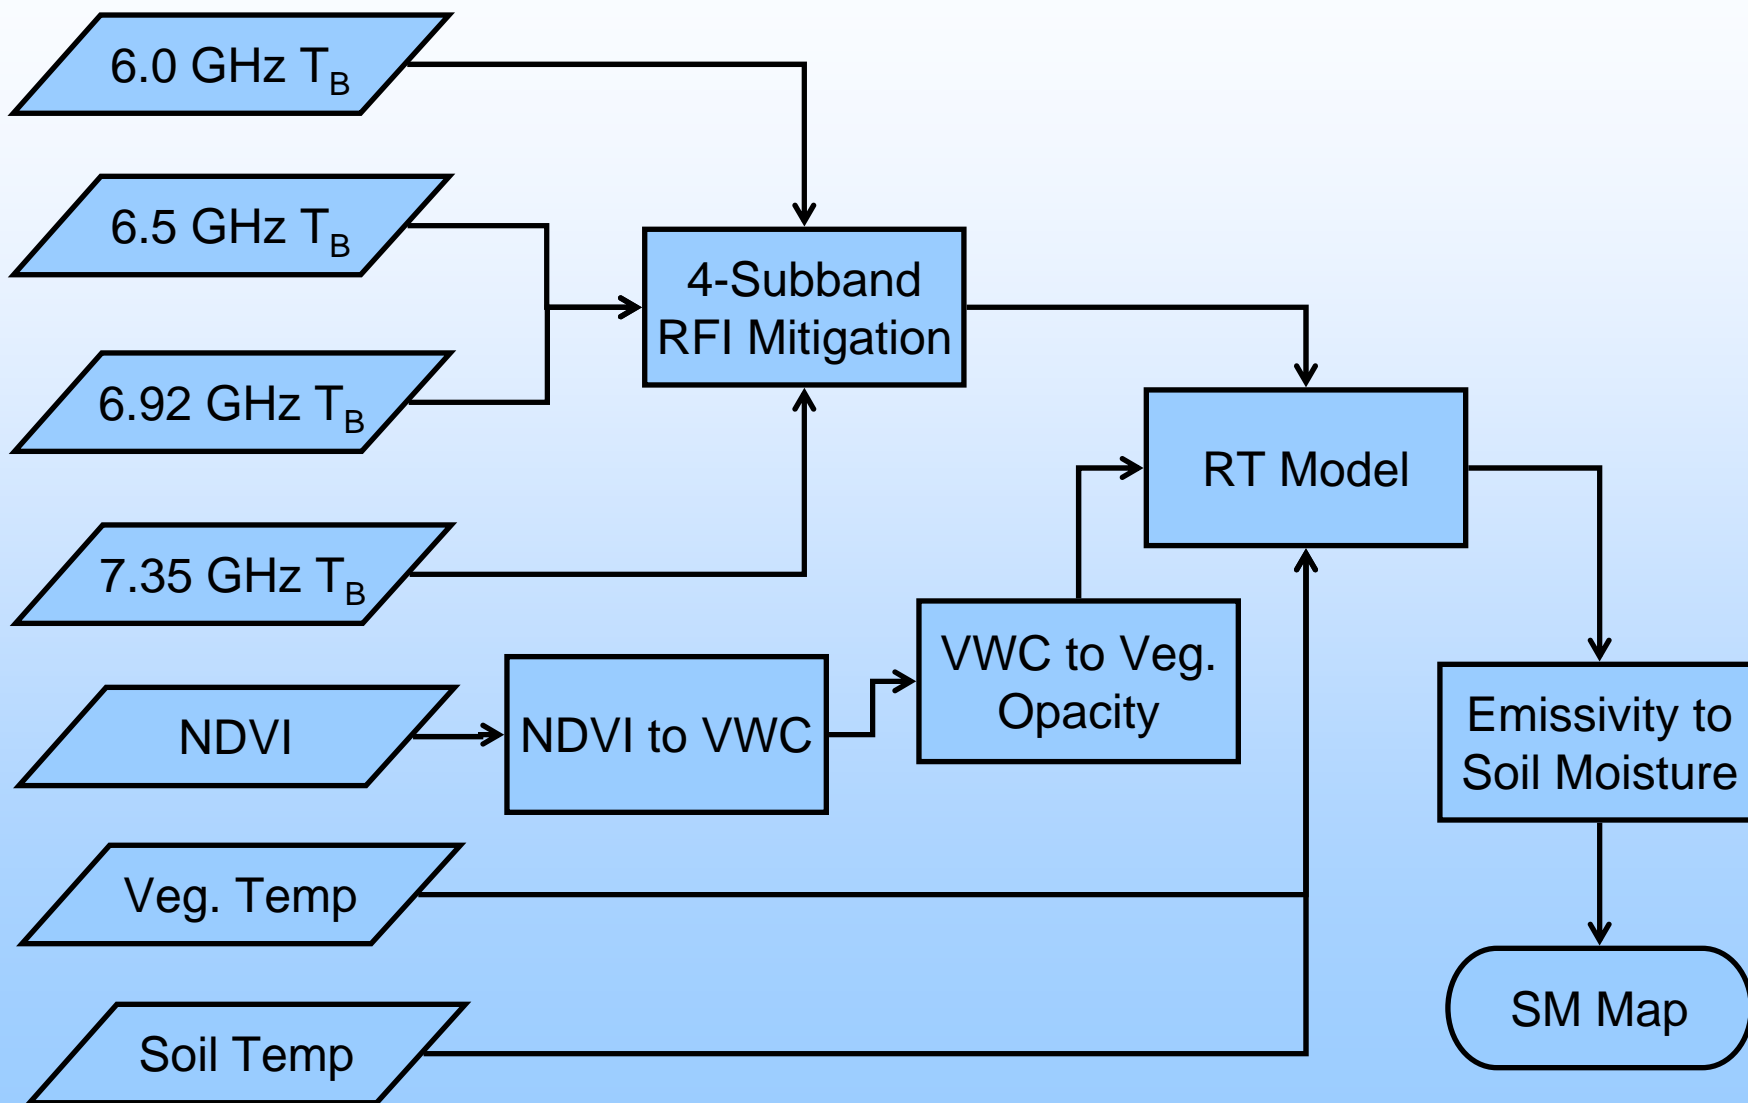 6.0 GHz TB
6.5 GHz TB
6.92 GHz TB
7.35 GHz TB
4-Subband
RFI Mitigation
RT Model
NDVI
NDVI to VWC
VWC to Veg.
Opacity
Emissivity to
Soil Moisture
Veg. Temp
Soil Temp
SM Map